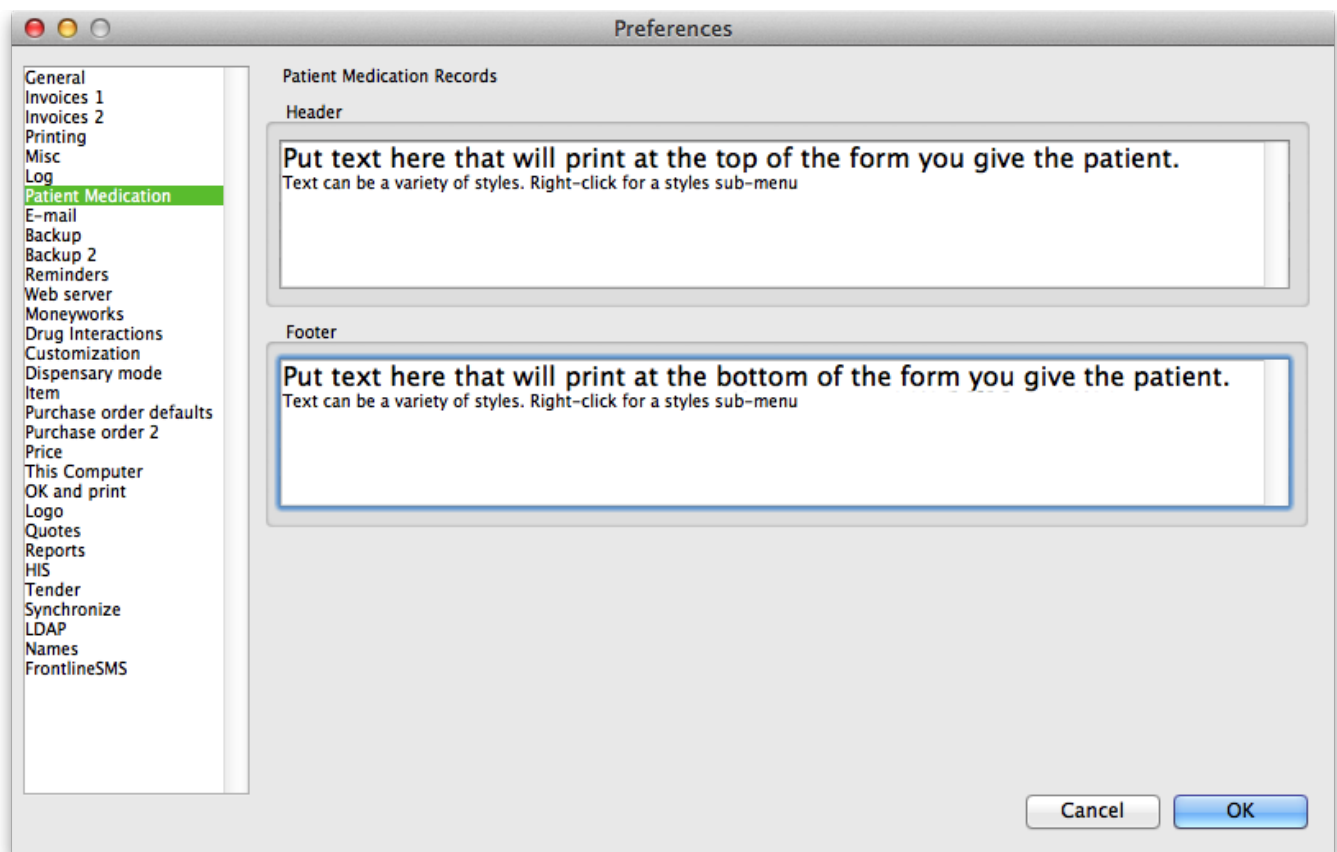 Preferences
General
Invoices 1
Invoices 2
Printing
Misc
Log
Patient Medication
E-mail
Backup
Backup 2
Reminders
Web server
Moneyworks
Drug Interactions
Customization
Dispensary mode
Item
Purchase order defaults
Purchase order 2
Price
This Computer
OK and print
Logo
Quotes
Reports
HIS
Tender
Synchronize
LDAP
Names
FrontlineSMS
Patient Medication Records
Header
Put text here that will print at the top of the form you give the patient.
Text can be a variety of styles. Right-click for a styles sub-menu
Footer
Put text here that will print at the bottom of the form you give the patient.
Text can be a variety of styles. Right-click for a styles sub-menu
Cancel
OK